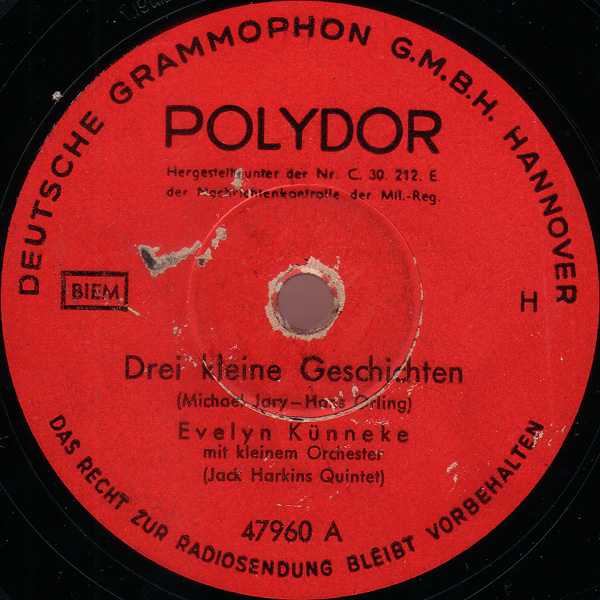 DEUTSCHE GRAMMOPHON G.M.B.H. HANNOVER
POLYDOR
Hergestellt unter der Nr. C. 30. 212. E.
der Nachrichtenkontrolle der Mil.-Reg.
BIEM
H
Drei kleine Geschichten
(Michael Jary - Hans Orling)
Evelyn Künneke
mit kleinem Orchester
(Jack Harkins Quintet)
47960 A
DAS RECHT ZUR RADIOSENDUNG BLEIBT VORBEHALTEN